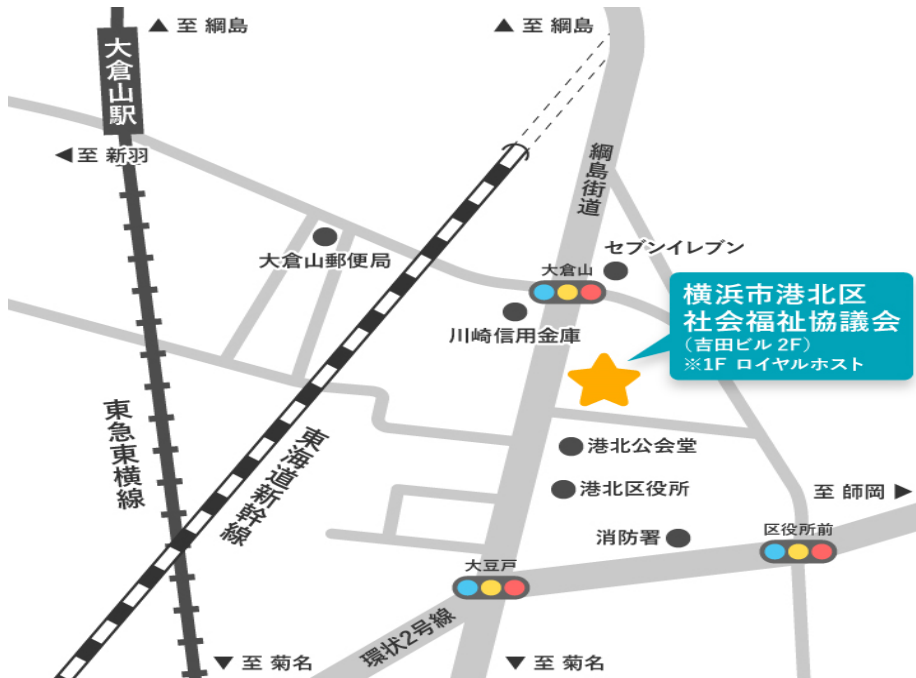 ▲ 至 綱島
▲ 至 綱島
大倉山駅
◀至 新羽
綱島街道
セブンイレブン
大倉山郵便局
大倉山
横浜市港北区
社会福祉協議会
(吉田ビル 2F)
※1F ロイヤルホスト
川崎信用金庫
東急東横線
東海道新幹線
港北公会堂
港北区役所
至 師岡 ▶
消防署
区役所前
大豆戸
環状2号線
▼ 至 菊名
▼ 至 菊名